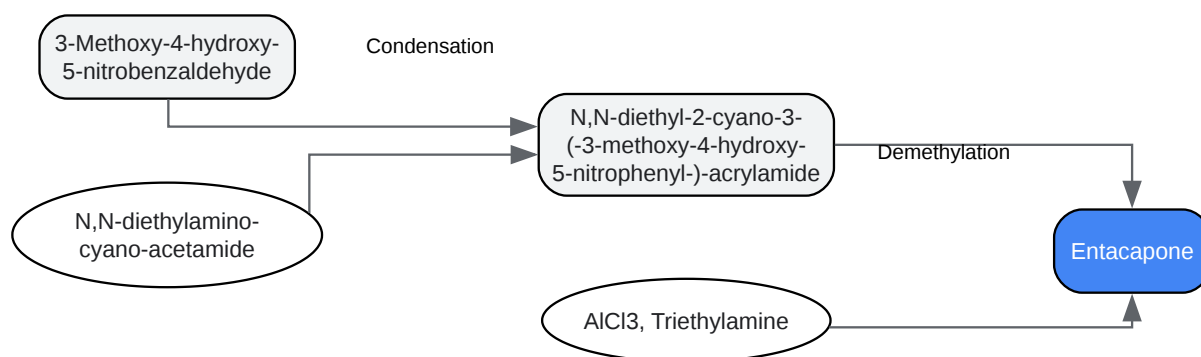 3-Methoxy-4-hydroxy-
5-nitrobenzaldehyde
Condensation
N,N-diethyl-2-cyano-3-
(-3-methoxy-4-hydroxy-
5-nitrophenyl-)-acrylamide
Demethylation
N,N-diethylamino-
cyano-acetamide
Entacapone
AlCl3, Triethylamine